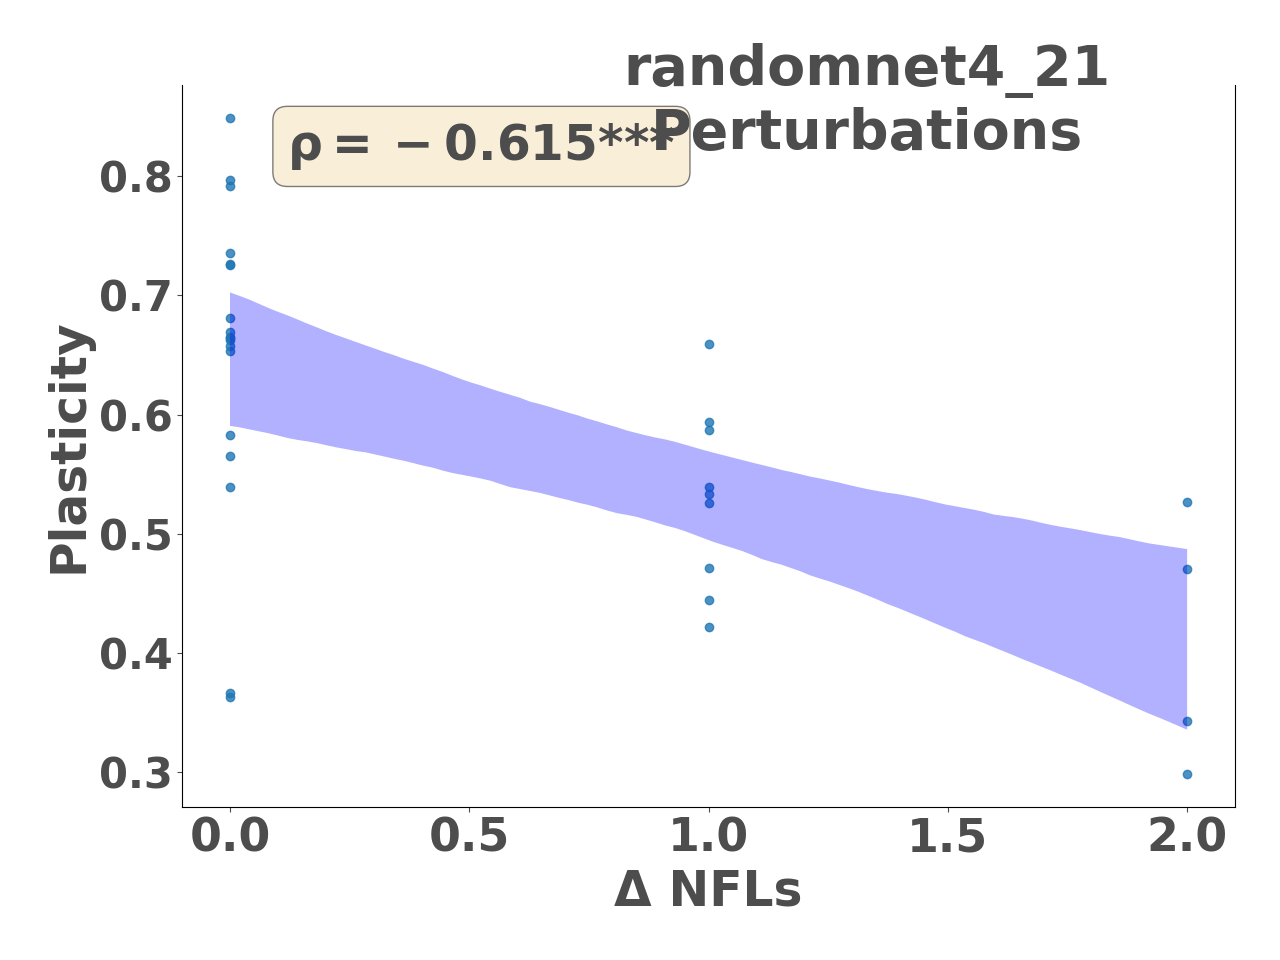 randomnet4_21
Perturbations
ρ = − 0.615***
0.8
0.7
0.6
0.5
0.4
0.3
Plasticity
0.0 0.5 1.0 1.5 2.0
Δ NFLs